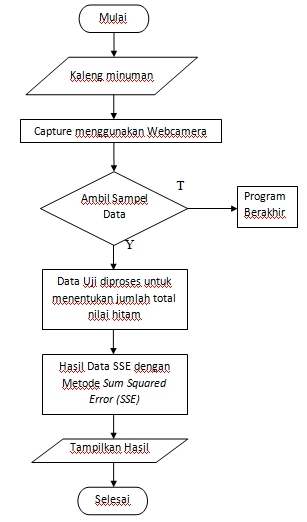 Mulai
Kaleng minuman
Capture menggunakan Webcamera
Ambil Sampel
Data
T
Program
Berakhir
Y
Data Uji diproses untuk
menentukan jumlah total
nilai hitam
Hasil Data SSE dengan
Metode Sum Squared
Error (SSE)
Tampilkan Hasil
Selesai